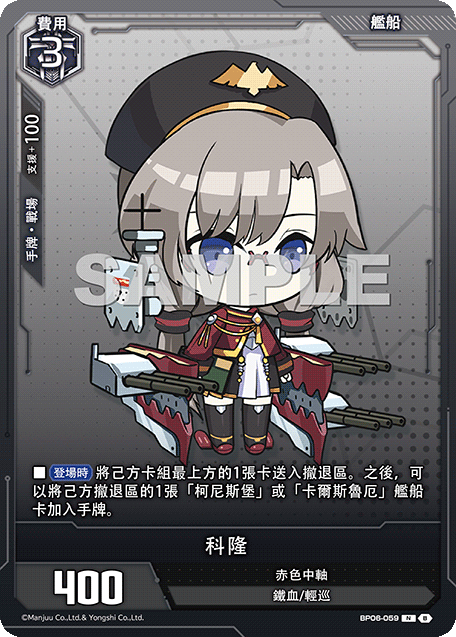 費用
3
艦船
手牌・戰場 支援+100
SAMPLE
■ 登場時 將己方卡組最上方的1張卡送入撤退區。之後，可
以將己方撤退區的1張「柯尼斯堡」或「卡爾斯魯厄」艦船
卡加入手牌。
科隆
400
赤色中軸
鐵血/輕巡
©Manjuu Co.,Ltd.& Yongshi Co.,Ltd.
BP06-059 N B